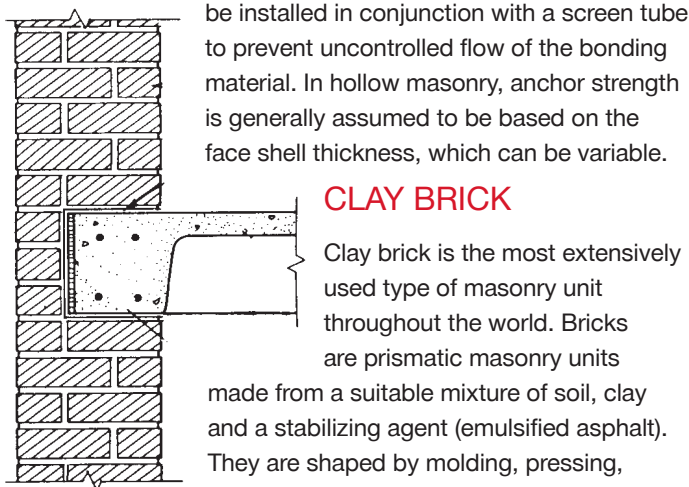 be installed in conjunction with a screen tube
to prevent uncontrolled flow of the bonding
material. In hollow masonry, anchor strength
is generally assumed to be based on the
face shell thickness, which can be variable.
CLAY BRICK
Clay brick is the most extensively
used type of masonry unit
throughout the world. Bricks
are prismatic masonry units
made from a suitable mixture of soil, clay
and a stabilizing agent (emulsified asphalt).
They are shaped by molding, pressing,